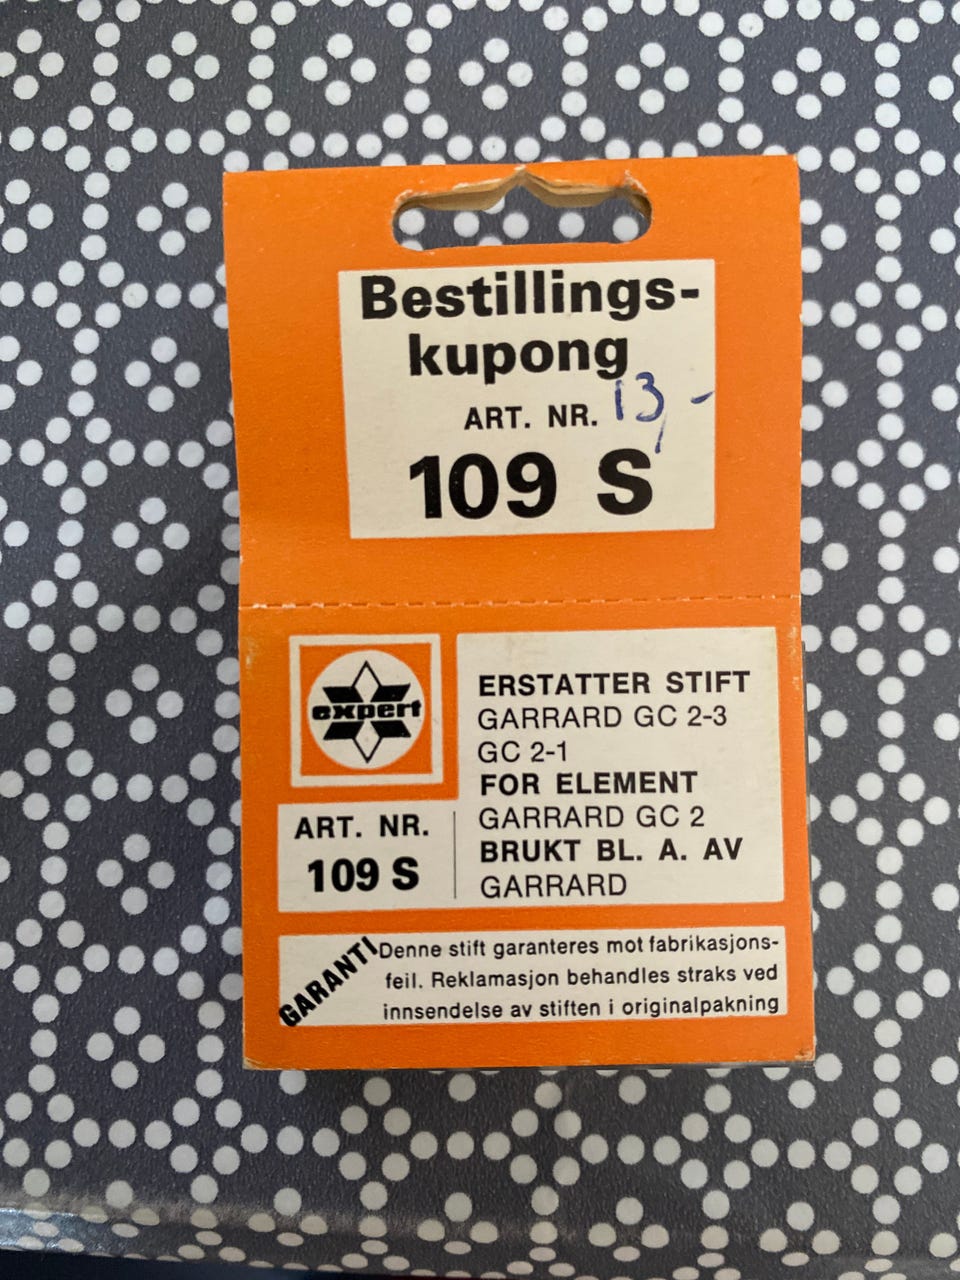 Bestillings-
kupong
13,-
ART. NR.
109 S
expert
ART. NR.
109 S
ERSTATTER STIFT
GARRARD GC 2-3
GC 2-1
FOR ELEMENT
GARRARD GC 2
BRUKT BL. A. AV
GARRARD
GARANTI
Denne stift garanteres mot fabrikasjons-
feil. Reklamasjon behandles straks ved
innsendelse av stiften i originalpakning